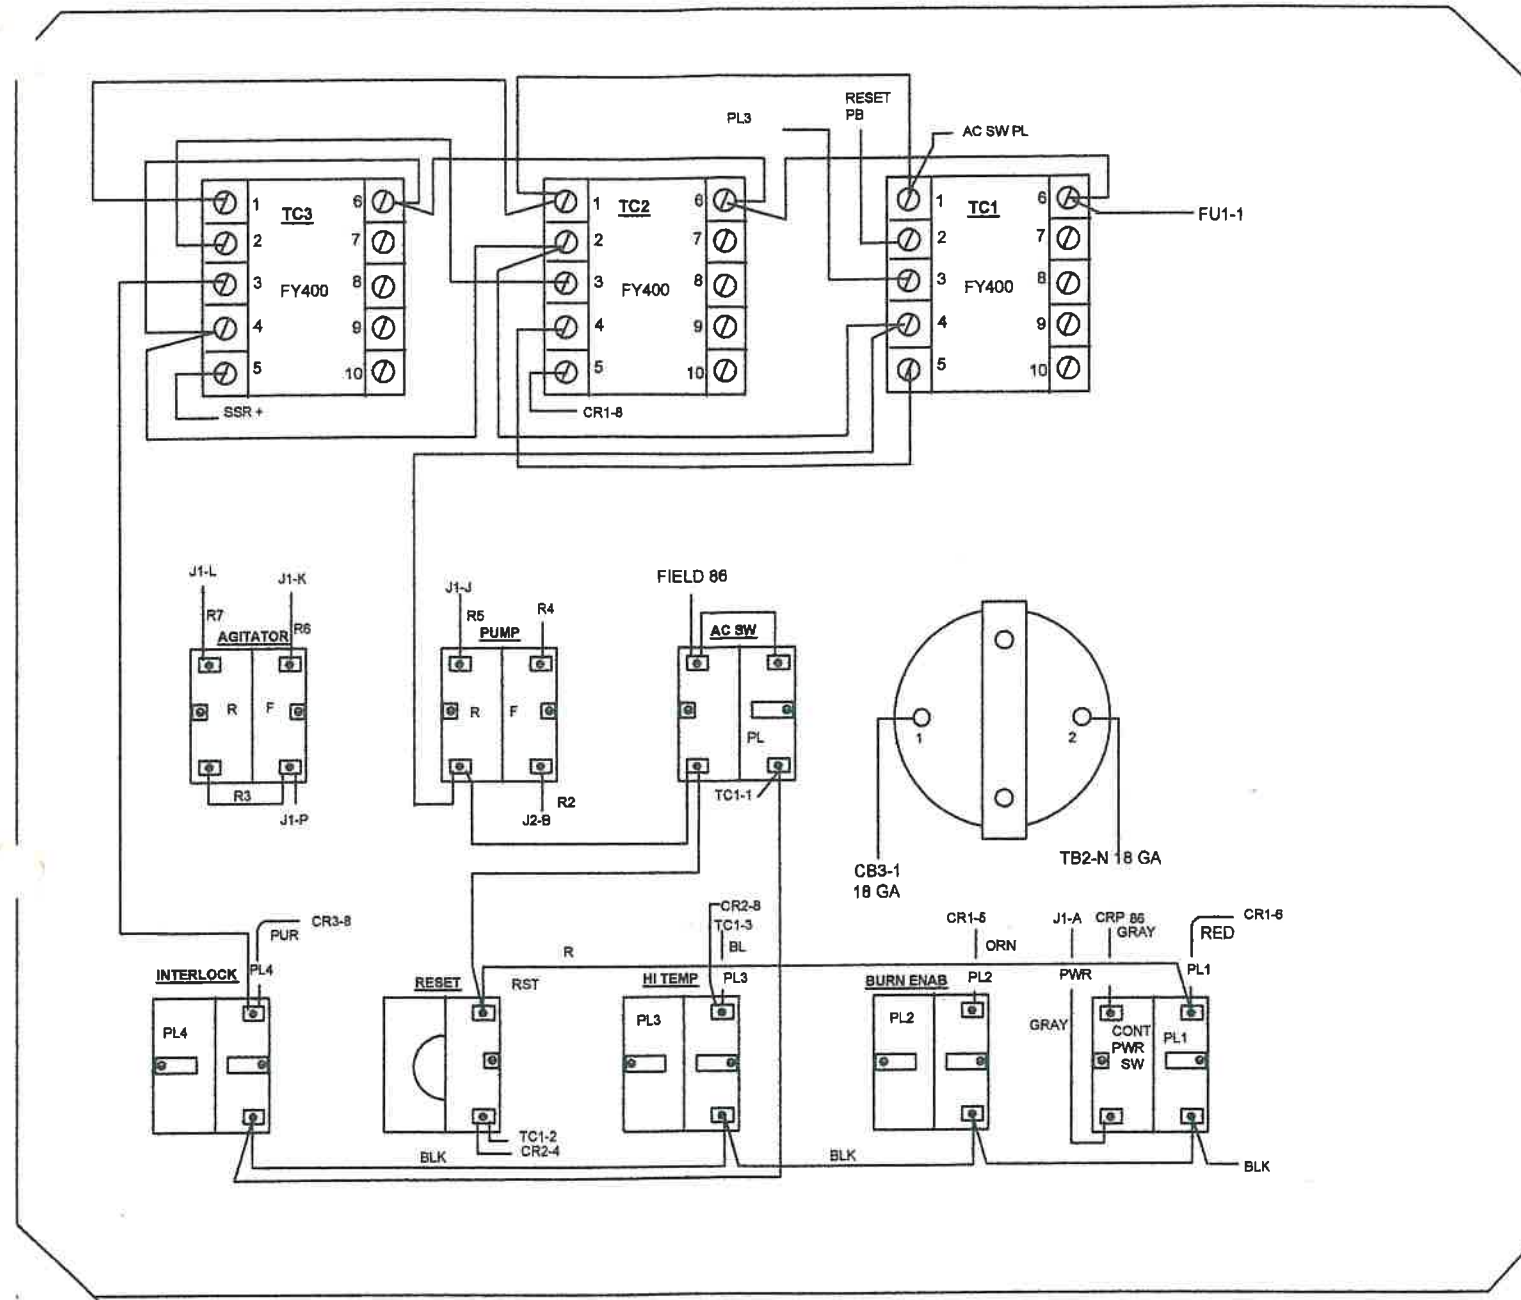 RESET
PB
PL3
AC SW PL
1
TC3
6
2
7
3
FY400
8
4
9
5
10
SSR +
1
TC2
6
2
7
3
FY400
8
4
9
5
10
CR1-8
1
TC1
6
2
7
3
FY400
8
4
9
5
10
FU1-1
J1-L
J1-K
R7
R6
AGITATOR
R
F
R3
J1-P
J1-J
R5
R4
PUMP
R
F
R2
J2-B
FIELD 86
AC SW
PL
TC1-1
1
2
CB3-1
18 GA
TB2-N 18 GA
CR3-8
PUR
PL4
INTERLOCK
PL4
R
RESET
RST
TC1-2
CR2-4
BLK
CR2-8
TC1-3
BL
HI TEMP
PL3
PL3
BLK
CR1-5
ORN
BURN ENAB
PL2
PL2
J1-A
CRP 86
GRAY
PWR
GRAY
CONT
PWR
SW
CR1-6
RED
PL1
PL1
BLK